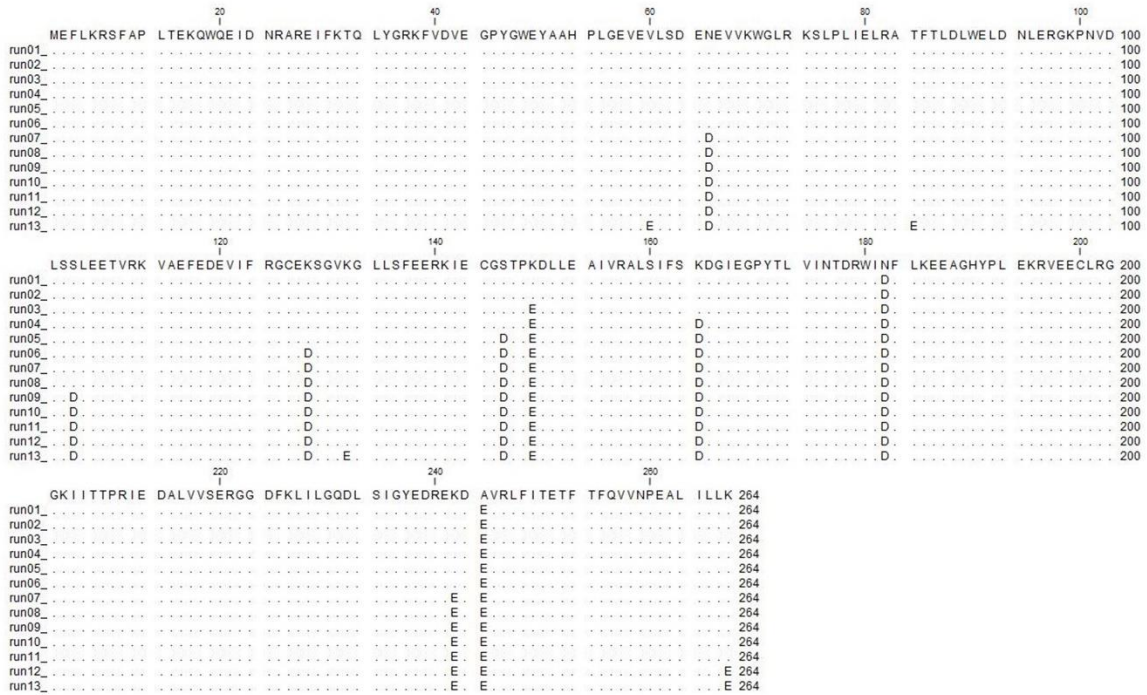 20 40 60 80 100
MEFLKRSFAP LTEKQWQEID NRAREIFKTQ LYGRKFVDVE GPYGWEYAAH PLGEVEVLSD ENEVVKWGLR KSLPLIELRA TFTLDLWELD NLERGKPNVD 100
run01_ .......... .......... .......... .......... .......... .......... .......... .......... .......... .......... 100
run02_ .......... .......... .......... .......... .......... .......... .......... .......... .......... .......... 100
run03_ .......... .......... .......... .......... .......... .......... .......... .......... .......... .......... 100
run04_ .......... .......... .......... .......... .......... .......... .......... .......... .......... .......... 100
run05_ .......... .......... .......... .......... .......... .......... .......... .......... .......... .......... 100
run06_ .......... .......... .......... .......... .......... .......... .......... .......... .......... .......... 100
run07_ .......... .......... .......... .......... .......... .......... .D........ .......... .......... .......... 100
run08_ .......... .......... .......... .......... .......... .......... .D........ .......... .......... .......... 100
run09_ .......... .......... .......... .......... .......... .......... .D........ .......... .......... .......... 100
run10_ .......... .......... .......... .......... .......... .......... .D........ .......... .......... .......... 100
run11_ .......... .......... .......... .......... .......... .......... .D........ .......... .......... .......... 100
run12_ .......... .......... .......... .......... .......... .......... .D........ .......... .......... .......... 100
run13_ .......... .......... .......... .......... .......... ......E... .D........ .......... E......... .......... 100
120 140 160 180 200
LSSLEETVRK VAEFEDEVIF RGCEKSGVKG LLSFEERKIE CGSTPKDLLE AIVRALSIFS KDGIEGPYTL VINTDRWINF LKEEAGHYPL EKRVEECLRG 200
run01_ .......... .......... .......... .......... .......... .......... .......... ........D. .......... .......... 200
run02_ .......... .......... .......... .......... .......... .......... .......... ........D. .......... .......... 200
run03_ .......... .......... .......... .......... .....E.... .......... .......... ........D. .......... .......... 200
run04_ .......... .......... .......... .......... .....E.... .......... D......... ........D. .......... .......... 200
run05_ .......... .......... .......... .......... ..D..E.... .......... D......... ........D. .......... .......... 200
run06_ .......... .......... ....D..... .......... ..D..E.... .......... D......... ........D. .......... .......... 200
run07_ .......... .......... ....D..... .......... ..D..E.... .......... D......... ........D. .......... .......... 200
run08_ .......... .......... ....D..... .......... ..D..E.... .......... D......... ........D. .......... .......... 200
run09_ ..D....... .......... ....D..... .......... ..D..E.... .......... D......... ........D. .......... .......... 200
run10_ ..D....... .......... ....D..... .......... ..D..E.... .......... D......... ........D. .......... .......... 200
run11_ ..D....... .......... ....D..... .......... ..D..E.... .......... D......... ........D. .......... .......... 200
run12_ ..D....... .......... ....D..... .......... ..D..E.... .......... D......... ........D. .......... .......... 200
run13_ ..D....... .......... ....D...E. .......... ..D..E.... .......... D......... ........D. .......... .......... 200
220 240 260
GKIITTPRIE DALVVSERGG DFKLILGQDL SIGYEDREKD AVRLFITETF TFQVVNPEAL ILLK 264
run01_ .......... .......... .......... .......... E......... .......... .... 264
run02_ .......... .......... .......... .......... E......... .......... .... 264
run03_ .......... .......... .......... .......... E......... .......... .... 264
run04_ .......... .......... .......... .......... E......... .......... .... 264
run05_ .......... .......... .......... .......... E......... .......... .... 264
run06_ .......... .......... .......... .......... E......... .......... .... 264
run07_ .......... .......... .......... ........E. E......... .......... .... 264
run08_ .......... .......... .......... ........E. E......... .......... .... 264
run09_ .......... .......... .......... ........E. E......... .......... .... 264
run10_ .......... .......... .......... ........E. E......... .......... .... 264
run11_ .......... .......... .......... ........E. E......... .......... .... 264
run12_ .......... .......... .......... ........E. E......... .......... ...E 264
run13_ .......... .......... .......... ........E. E......... .......... ...E 264